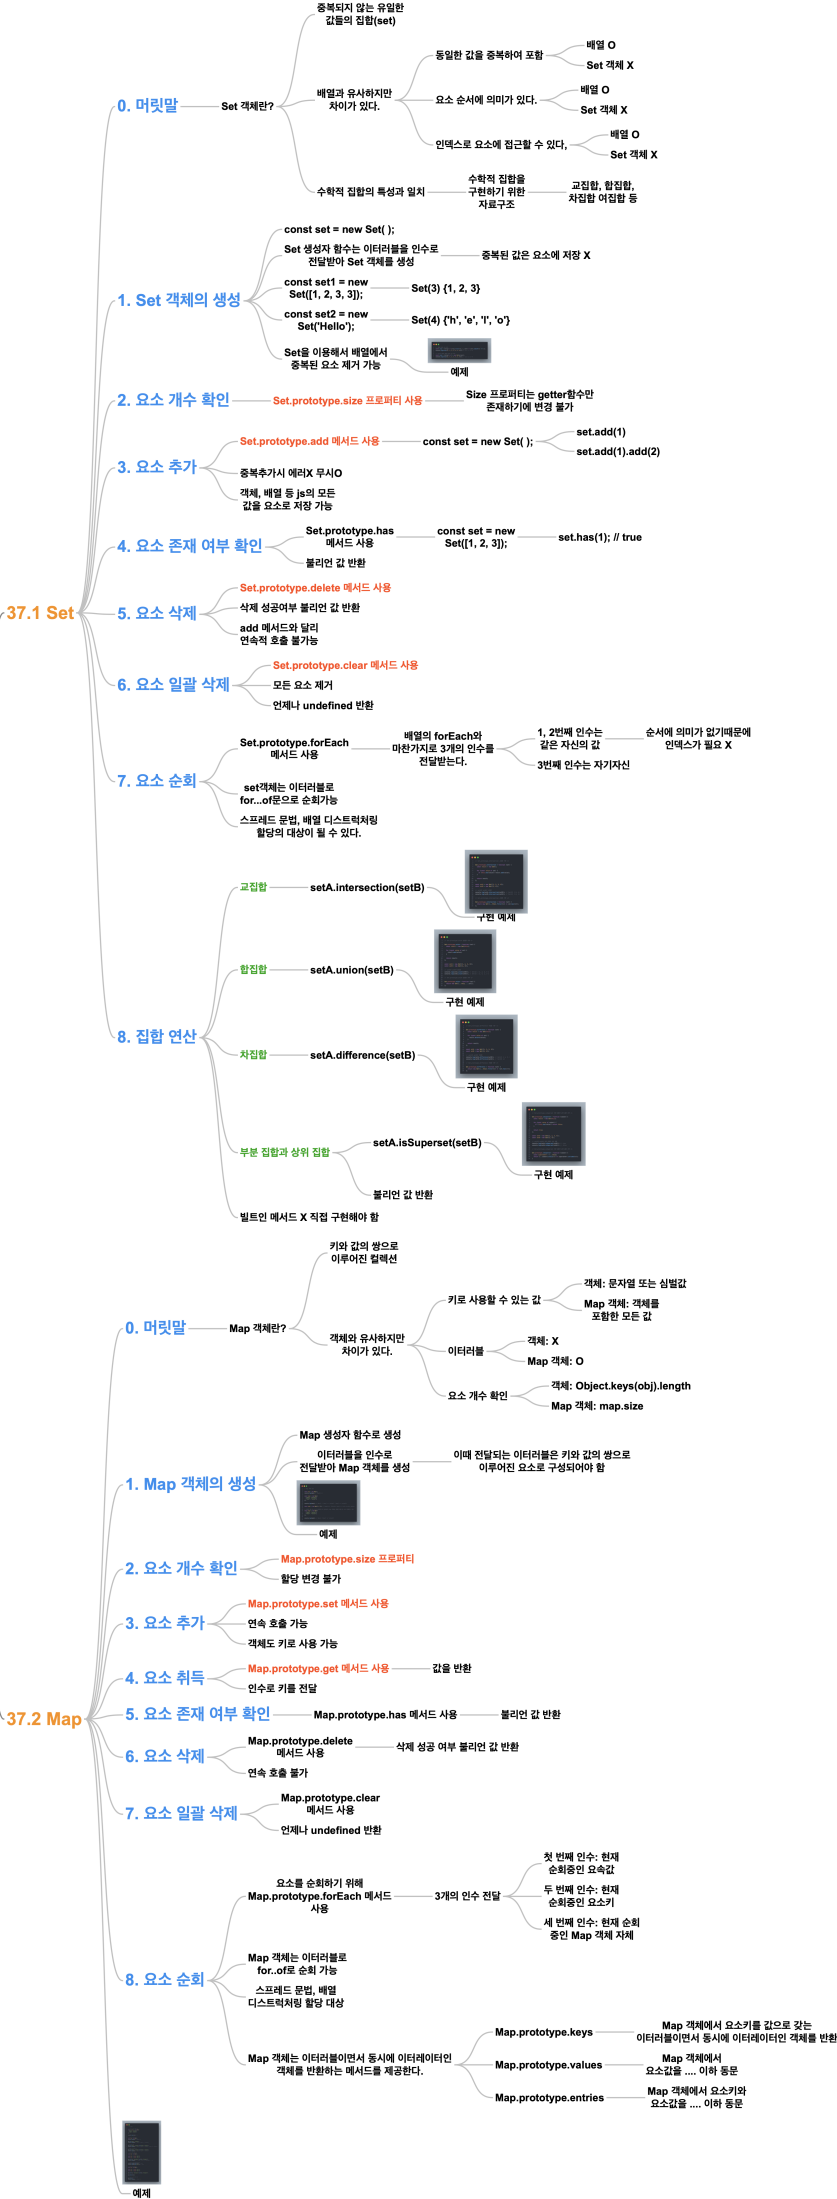 37.1 Set
0. 머릿말
Set 객체란?
중복되지 않는 유일한
값들의 집합(set)
배열과 유사하지만
차이가 있다.
동일한 값을 중복하여 포함
배열 O
Set 객체 X
요소 순서에 의미가 있다.
배열 O
Set 객체 X
인덱스로 요소에 접근할 수 있다,
배열 O
Set 객체 X
수학적 집합의 특성과 일치
수학적 집합을
구현하기 위한
자료구조
교집합, 합집합,
차집합 여집합 등
1. Set 객체의 생성
const set = new Set( );
Set 생성자 함수는 이터러블을 인수로
전달받아 Set 객체를 생성
중복된 값은 요소에 저장 X
const set1 = new
Set([1, 2, 3, 3]);
Set(3) {1, 2, 3}
const set2 = new
Set('Hello');
Set(4) {'h', 'e', 'l', 'o'}
Set을 이용해서 배열에서
중복된 요소 제거 가능
예제
2. 요소 개수 확인
Set.prototype.size 프로퍼티 사용
Size 프로퍼티는 getter함수만
존재하기에 변경 불가
3. 요소 추가
Set.prototype.add 메서드 사용
const set = new Set( );
set.add(1)
set.add(1).add(2)
중복추가시 에러X 무시O
객체, 배열 등 js의 모든
값을 요소로 저장 가능
4. 요소 존재 여부 확인
Set.prototype.has
메서드 사용
const set = new
Set([1, 2, 3]);
set.has(1); // true
불리언 값 반환
5. 요소 삭제
Set.prototype.delete 메서드 사용
삭제 성공여부 불리언 값 반환
add 메서드와 달리
연속적 호출 불가능
6. 요소 일괄 삭제
Set.prototype.clear 메서드 사용
모든 요소 제거
언제나 undefined 반환
7. 요소 순회
Set.prototype.forEach
메서드 사용
배열의 forEach와
마찬가지로 3개의 인수를
전달받는다.
1, 2번째 인수는
같은 자신의 값
순서에 의미가 없기때문에
인덱스가 필요 X
3번째 인수는 자기자신
set객체는 이터러블로
for...of문으로 순회가능
스프레드 문법, 배열 디스트럭처링
할당의 대상이 될 수 있다.
8. 집합 연산
교집합
setA.intersection(setB)
구현 예제
합집합
setA.union(setB)
구현 예제
차집합
setA.difference(setB)
구현 예제
부분 집합과 상위 집합
setA.isSuperset(setB)
구현 예제
불리언 값 반환
빌트인 메서드 X 직접 구현해야 함
37.2 Map
0. 머릿말
Map 객체란?
키와 값의 쌍으로
이루어진 컬렉션
객체와 유사하지만
차이가 있다.
키로 사용할 수 있는 값
객체: 문자열 또는 심벌값
Map 객체: 객체를
포함한 모든 값
이터러블
객체: X
Map 객체: O
요소 개수 확인
객체: Object.keys(obj).length
Map 객체: map.size
1. Map 객체의 생성
Map 생성자 함수로 생성
이터러블을 인수로
전달받아 Map 객체를 생성
이때 전달되는 이터러블은 키와 값의 쌍으로
이루어진 요소로 구성되어야 함
예제
2. 요소 개수 확인
Map.prototype.size 프로퍼티
할당 변경 불가
3. 요소 추가
Map.prototype.set 메서드 사용
연속 호출 가능
객체도 키로 사용 가능
4. 요소 취득
Map.prototype.get 메서드 사용
값을 반환
인수로 키를 전달
5. 요소 존재 여부 확인
Map.prototype.has 메서드 사용
불리언 값 반환
6. 요소 삭제
Map.prototype.delete
메서드 사용
삭제 성공 여부 불리언 값 반환
연속 호출 불가
7. 요소 일괄 삭제
Map.prototype.clear
메서드 사용
언제나 undefined 반환
8. 요소 순회
요소를 순회하기 위해
Map.prototype.forEach 메서드
사용
3개의 인수 전달
첫 번째 인수: 현재
순회중인 요속값
두 번째 인수: 현재
순회중인 요소키
세 번째 인수: 현재 순회
중인 Map 객체 자체
Map 객체는 이터러블로
for..of로 순회 가능
스프레드 문법, 배열
디스트럭처링 할당 대상
Map 객체는 이터러블이면서 동시에 이터레이터인
객체를 반환하는 메서드를 제공한다.
Map.prototype.keys
Map 객체에서 요소키를 값으로 갖는
이터러블이면서 동시에 이터레이터인 객체를 반환
Map.prototype.values
Map 객체에서
요소값을 .... 이하 동문
Map.prototype.entries
Map 객체에서 요소키와
요소값을 .... 이하 동문
예제